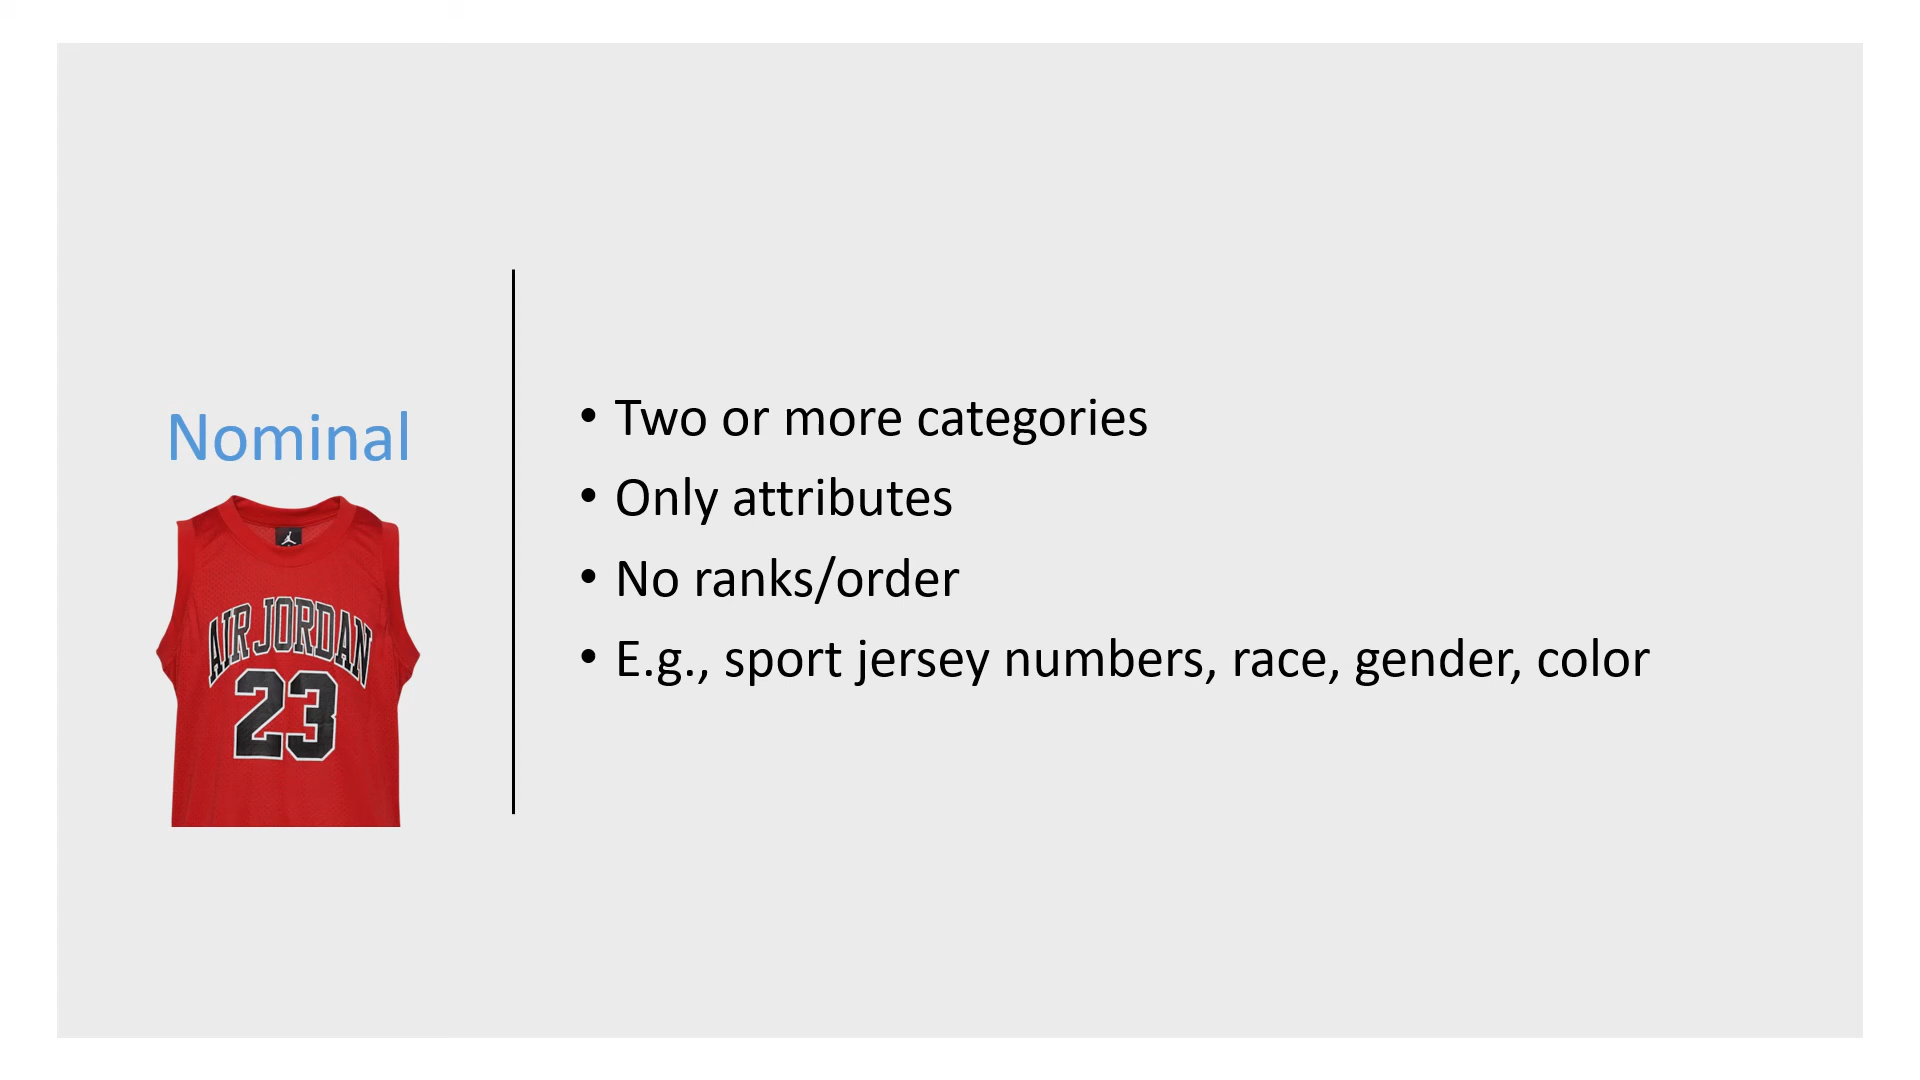 Nominal
AIR JORDAN
23
• Two or more categories
• Only attributes
• No ranks/order
• E.g., sport jersey numbers, race, gender, color